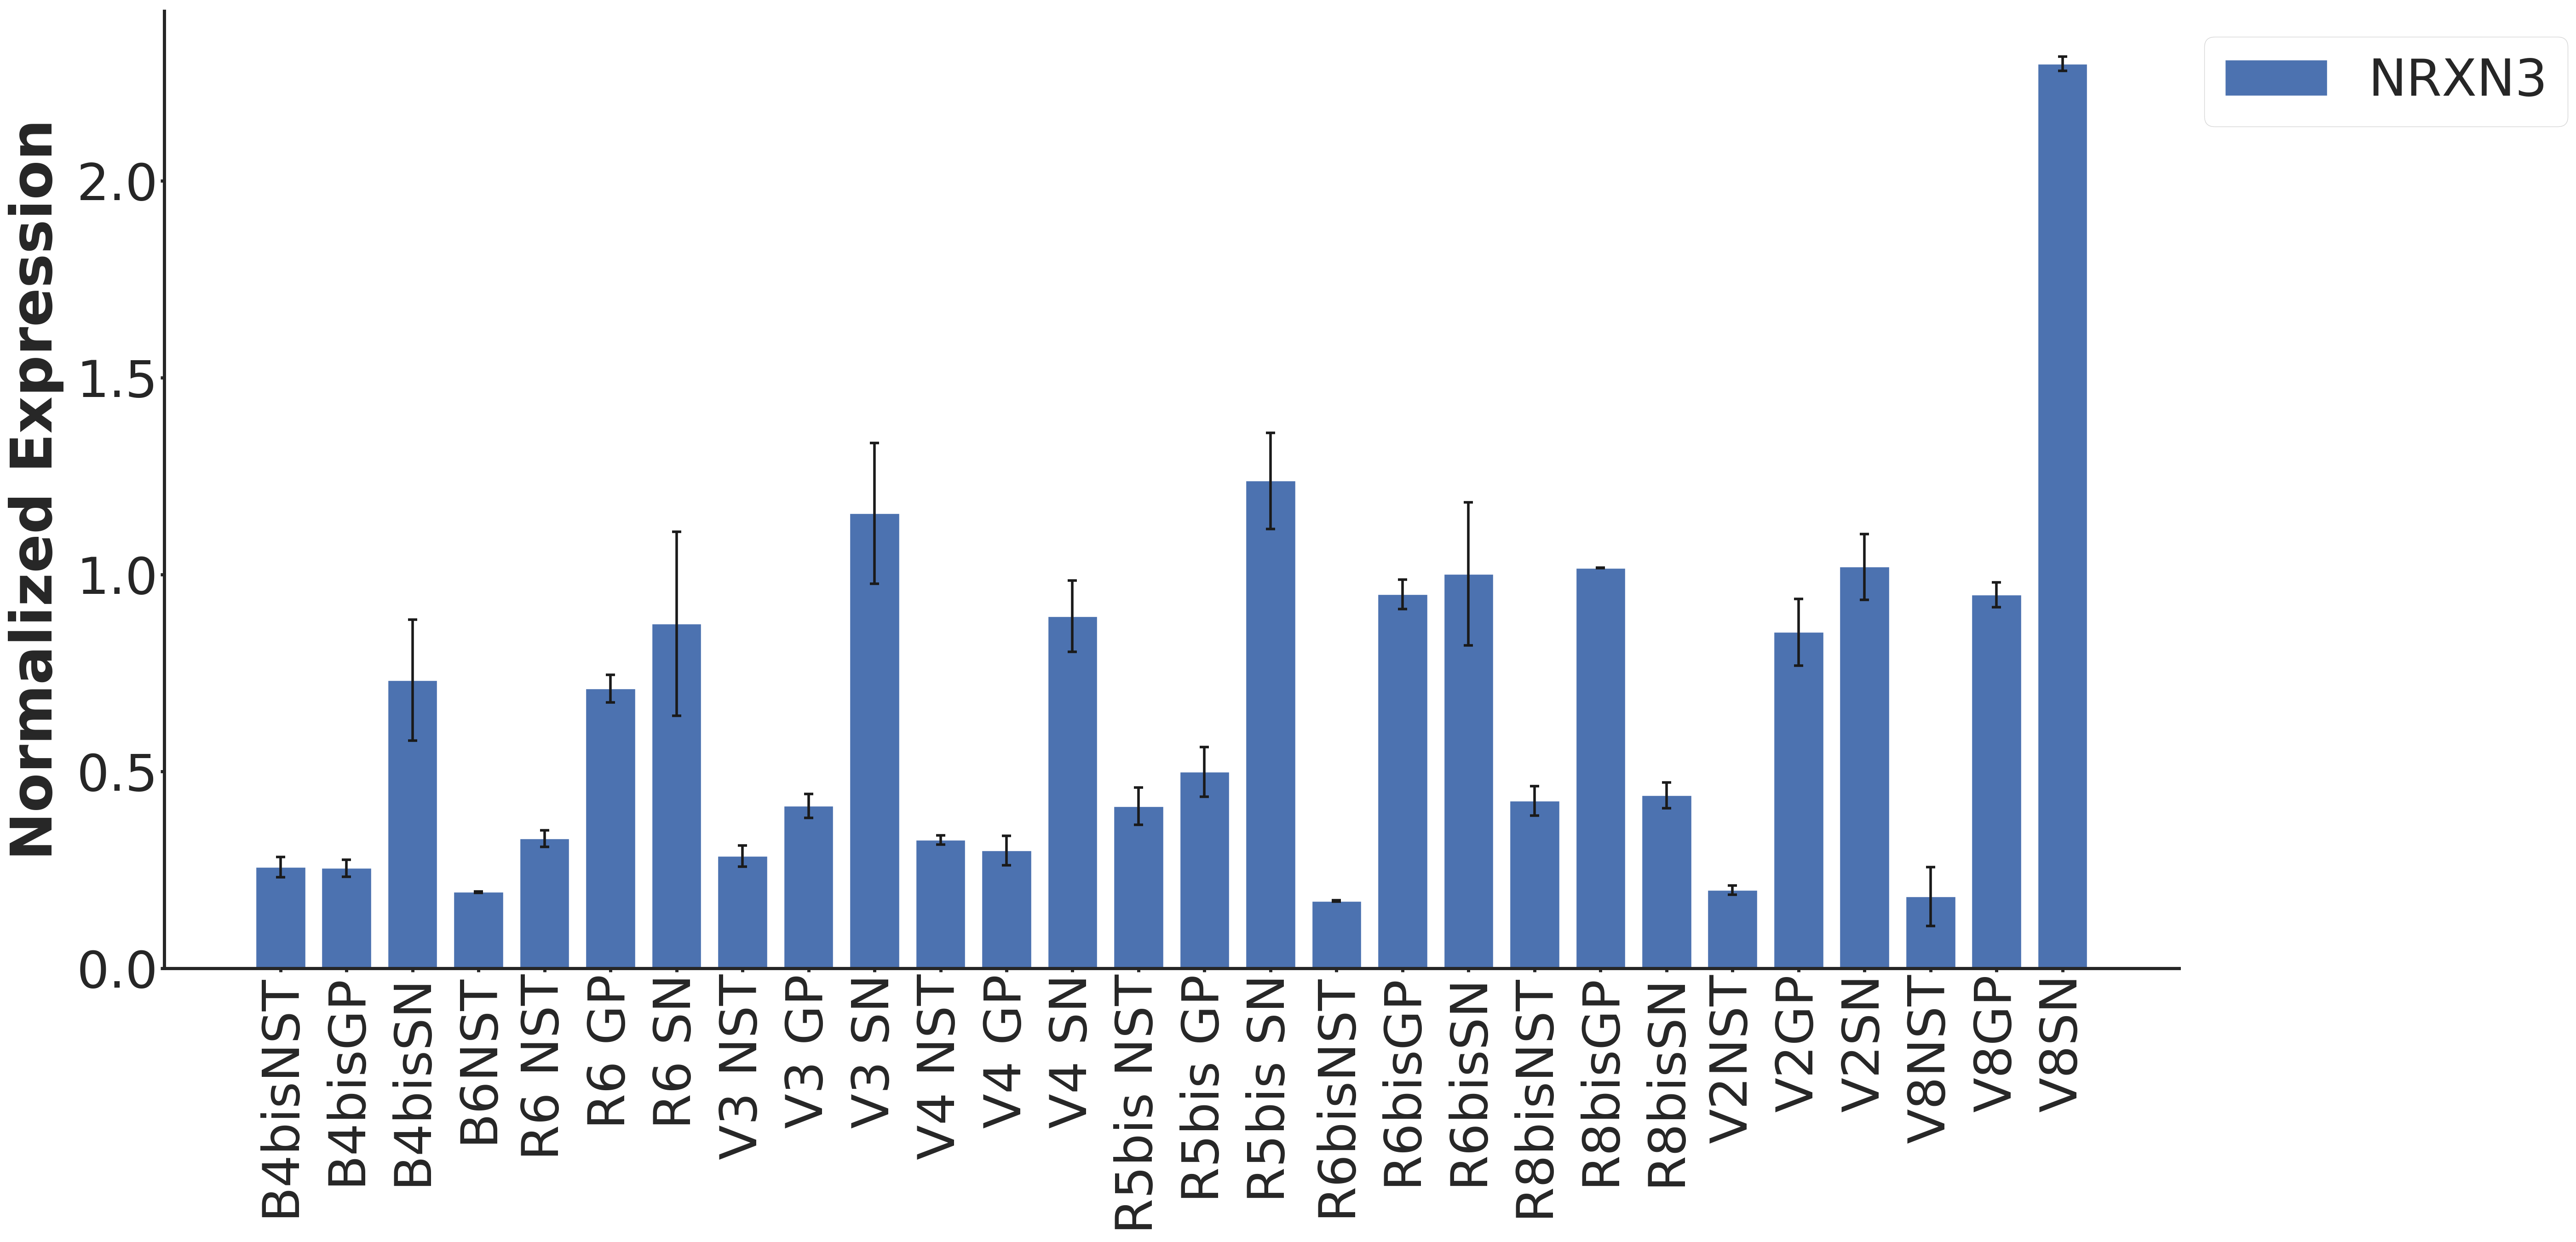 NRXN3
Normalized Expression
2.0
1.5
1.0
0.5
0.0
B4bisNST
B4bisGP
B4bisSN
B6NST
R6 NST
R6 GP
R6 SN
V3 NST
V3 GP
V3 SN
V4 NST
V4 GP
V4 SN
R5bis NST
R5bis GP
R5bis SN
R6bisNST
R6bisGP
R6bisSN
R8bisNST
R8bisGP
R8bisSN
V2NST
V2GP
V2SN
V8NST
V8GP
V8SN